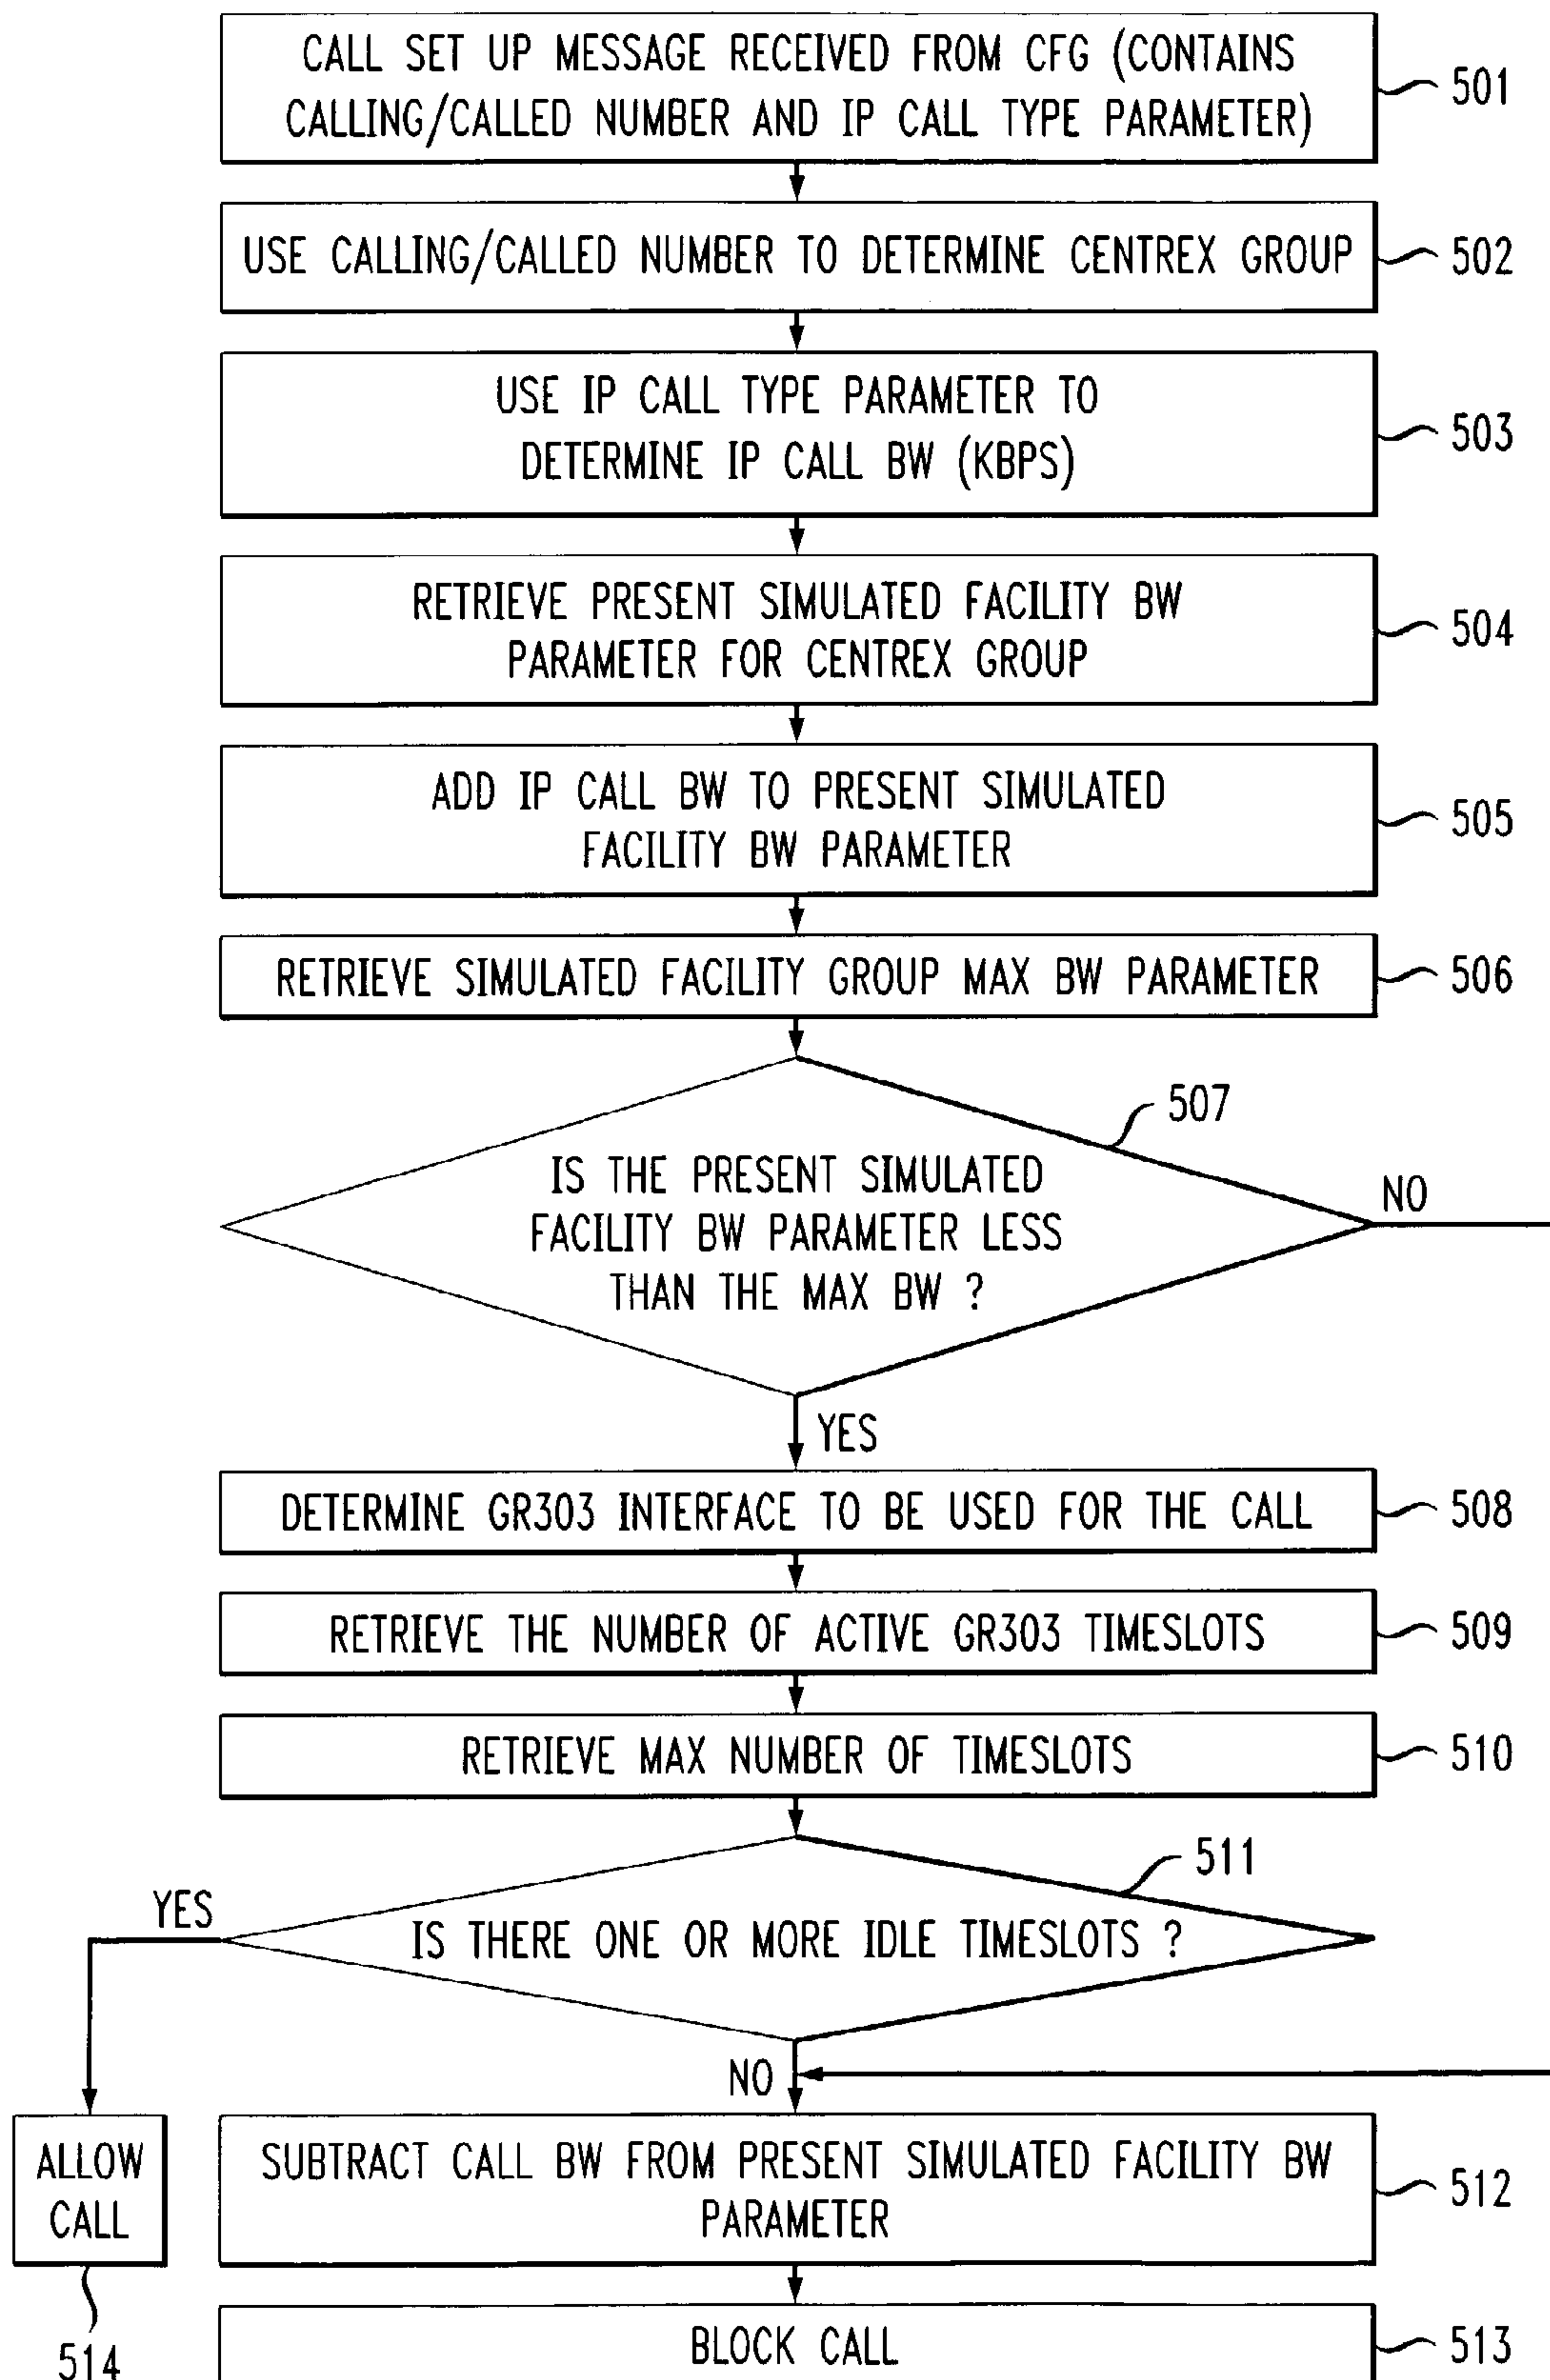 CALL SET UP MESSAGE RECEIVED FROM CFG (CONTAINS
CALLING/CALLED NUMBER AND IP CALL TYPE PARAMETER)
501
USE CALLING/CALLED NUMBER TO DETERMINE CENTREX GROUP
502
USE IP CALL TYPE PARAMETER TO
DETERMINE IP CALL BW (KBPS)
503
RETRIEVE PRESENT SIMULATED FACILITY BW
PARAMETER FOR CENTREX GROUP
504
ADD IP CALL BW TO PRESENT SIMULATED
FACILITY BW PARAMETER
505
RETRIEVE SIMULATED FACILITY GROUP MAX BW PARAMETER
506
507
IS THE PRESENT SIMULATED
FACILITY BW PARAMETER LESS
THAN THE MAX BW ?
NO
YES
DETERMINE GR303 INTERFACE TO BE USED FOR THE CALL
508
RETRIEVE THE NUMBER OF ACTIVE GR303 TIMESLOTS
509
RETRIEVE MAX NUMBER OF TIMESLOTS
510
511
YES
IS THERE ONE OR MORE IDLE TIMESLOTS ?
NO
ALLOW
CALL
514
SUBTRACT CALL BW FROM PRESENT SIMULATED FACILITY BW
PARAMETER
512
BLOCK CALL
513